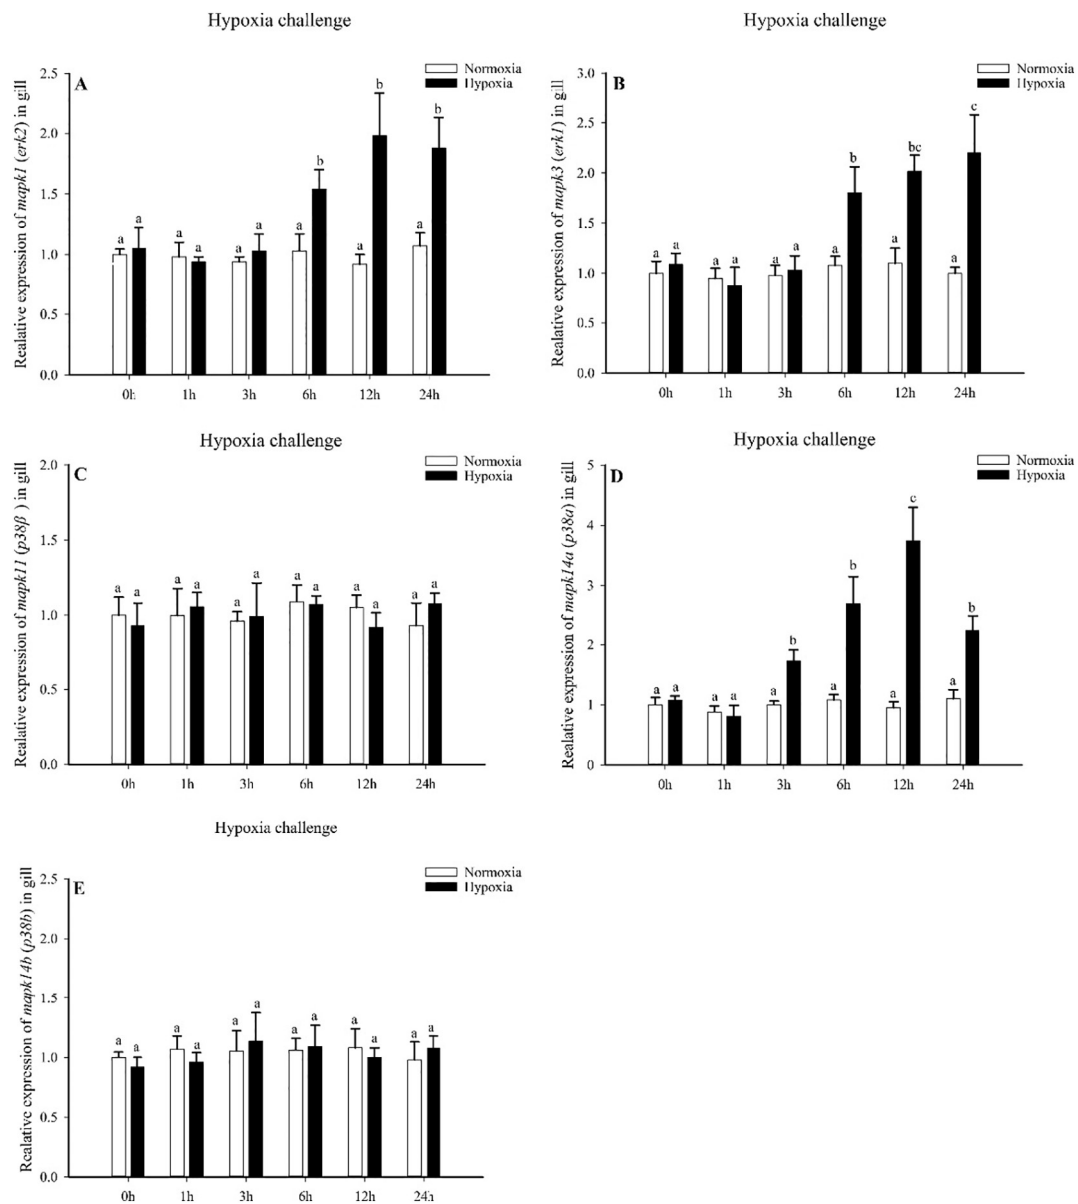 Hypoxia challenge
Realative expression of mapk1 (erk2) in gill
A
Normoxia
Hypoxia
2.5
2.0
1.5
1.0
0.5
0.0
a a a a a a a b a b a b
0h 1h 3h 6h 12h 24h
Hypoxia challenge
Realative expression of mapk3 (erk1) in gill
B
Normoxia
Hypoxia
3.0
2.5
2.0
1.5
1.0
0.5
0.0
a a a a a a a b a bc a c
0h 1h 3h 6h 12h 24h
Hypoxia challenge
Realative expression of mapk11 (p38β ) in gill
C
Normoxia
Hypoxia
2.0
1.5
1.0
0.5
0.0
a a a a a a a a a a a a
0h 1h 3h 6h 12h 24h
Hypoxia challenge
Realative expression of mapk14a (p38a) in gill
D
Normoxia
Hypoxia
5
4
3
2
1
0
a a a a a b a b a c a b
0h 1h 3h 6h 12h 24h
Hypoxia challenge
Realative expression of mapk14b (p38b) in gill
E
Normoxia
Hypoxia
2.5
2.0
1.5
1.0
0.5
0.0
a a a a a a a a a a a a
0h 1h 3h 6h 12h 24h